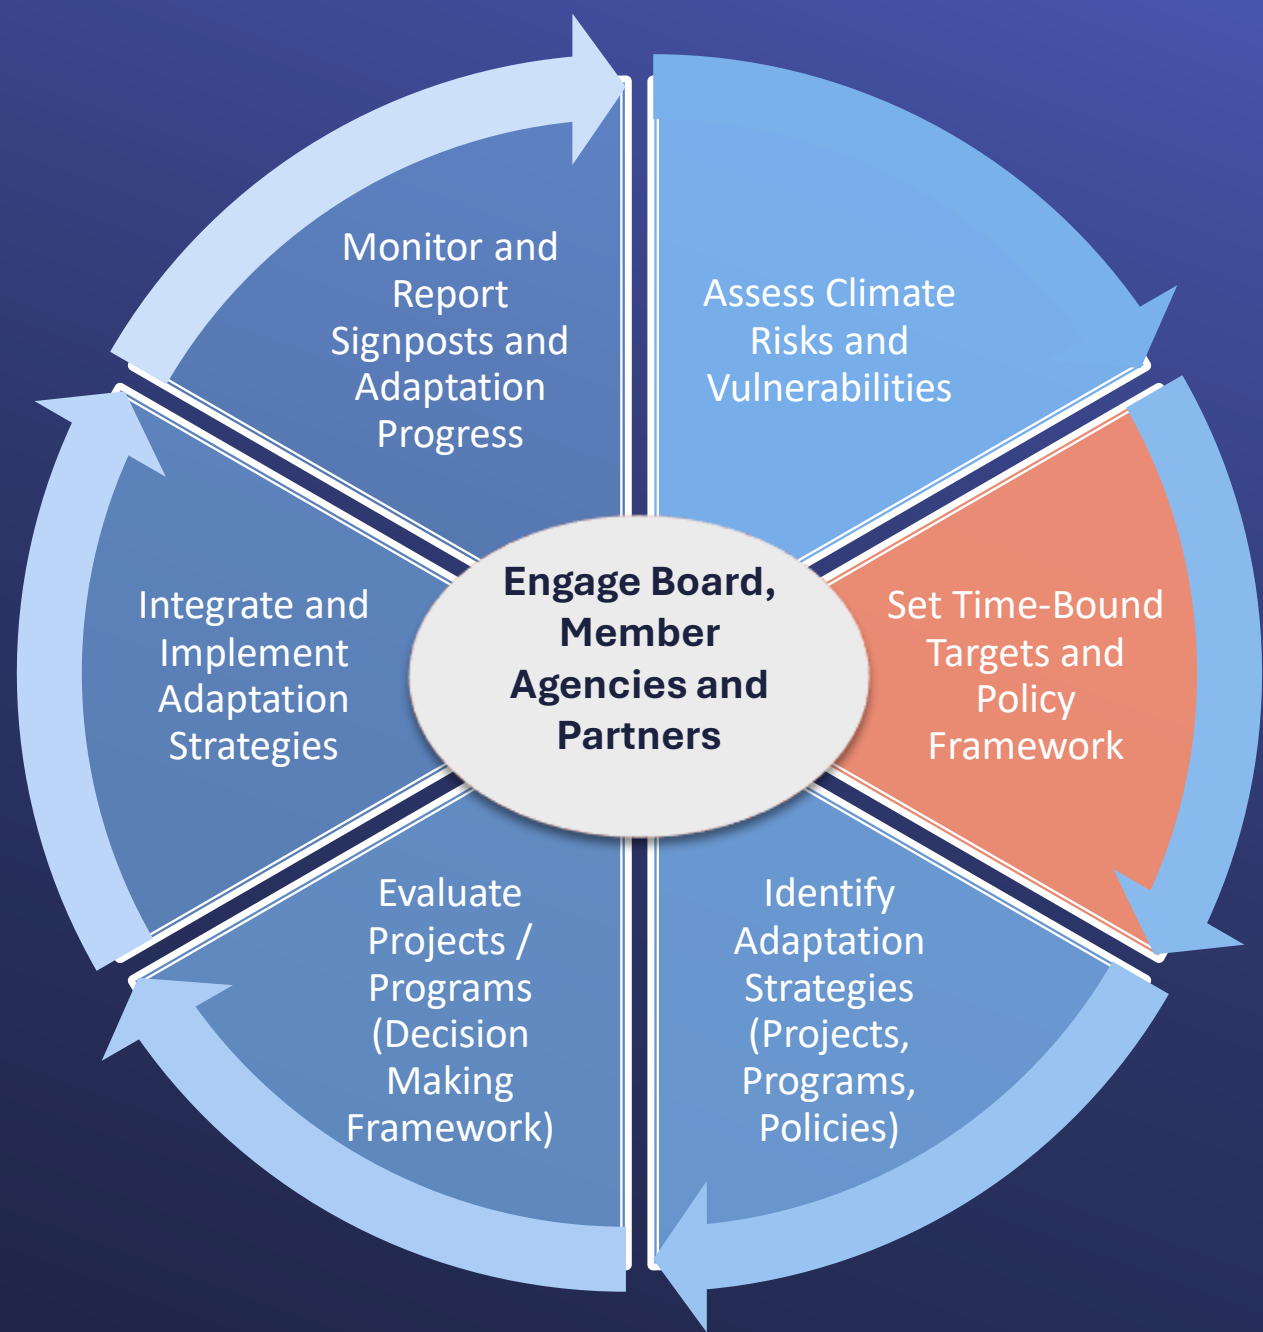 Monitor and
Report
Signposts and
Adaptation
Progress
Assess Climate
Risks and
Vulnerabilities
Set Time-Bound
Targets and
Policy
Framework
Identify
Adaptation
Strategies
(Projects,
Programs,
Policies)
Evaluate
Projects /
Programs
(Decision
Making
Framework)
Integrate and
Implement
Adaptation
Strategies
Engage Board,
Member
Agencies and
Partners